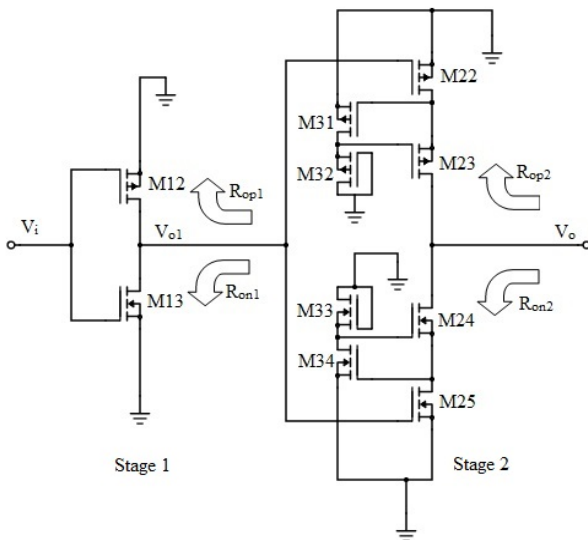 M22
M31
M12
Rop1
M32
M23
Rop2
Vi
Vo1
Vo
M13
Ron1
M33
M24
Ron2
M34
M25
Stage 1
Stage 2